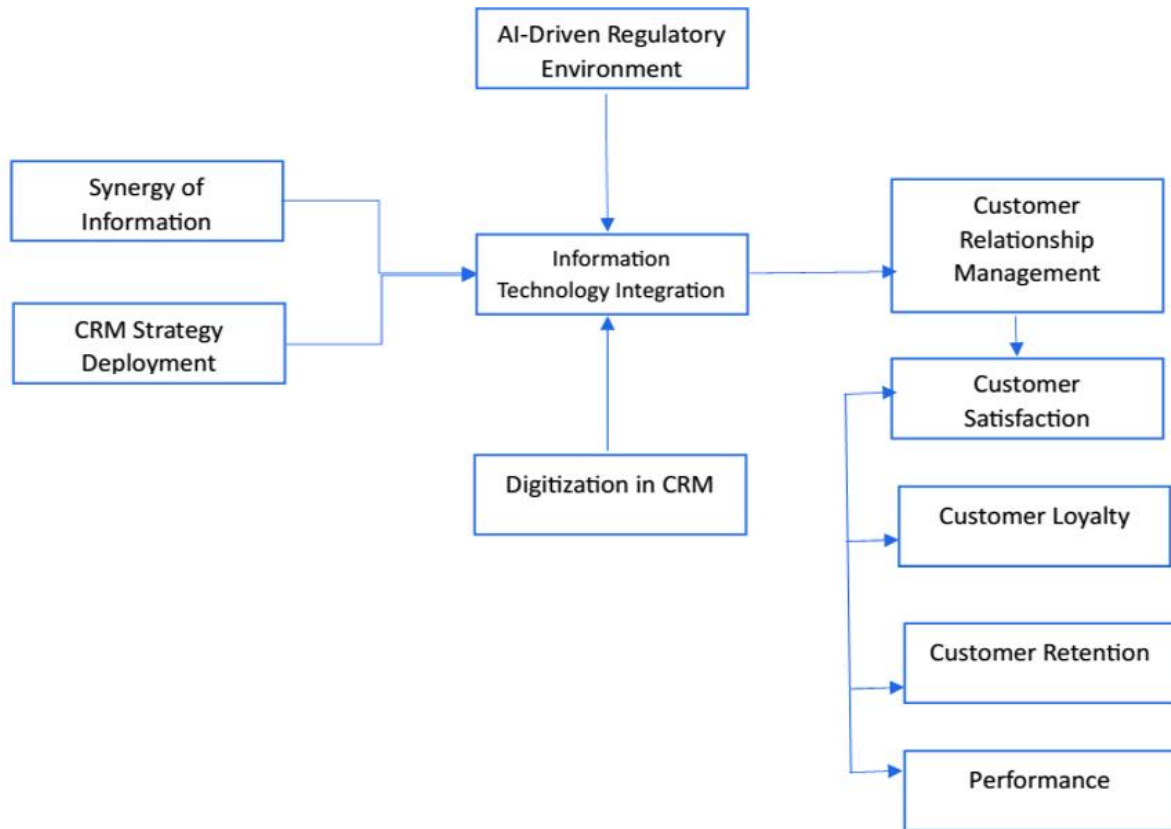 AI-Driven Regulatory
Environment
Synergy of
Information
CRM Strategy
Deployment
Information
Technology Integration
Digitization in CRM
Customer
Relationship
Management
Customer
Satisfaction
Customer Loyalty
Customer Retention
Performance